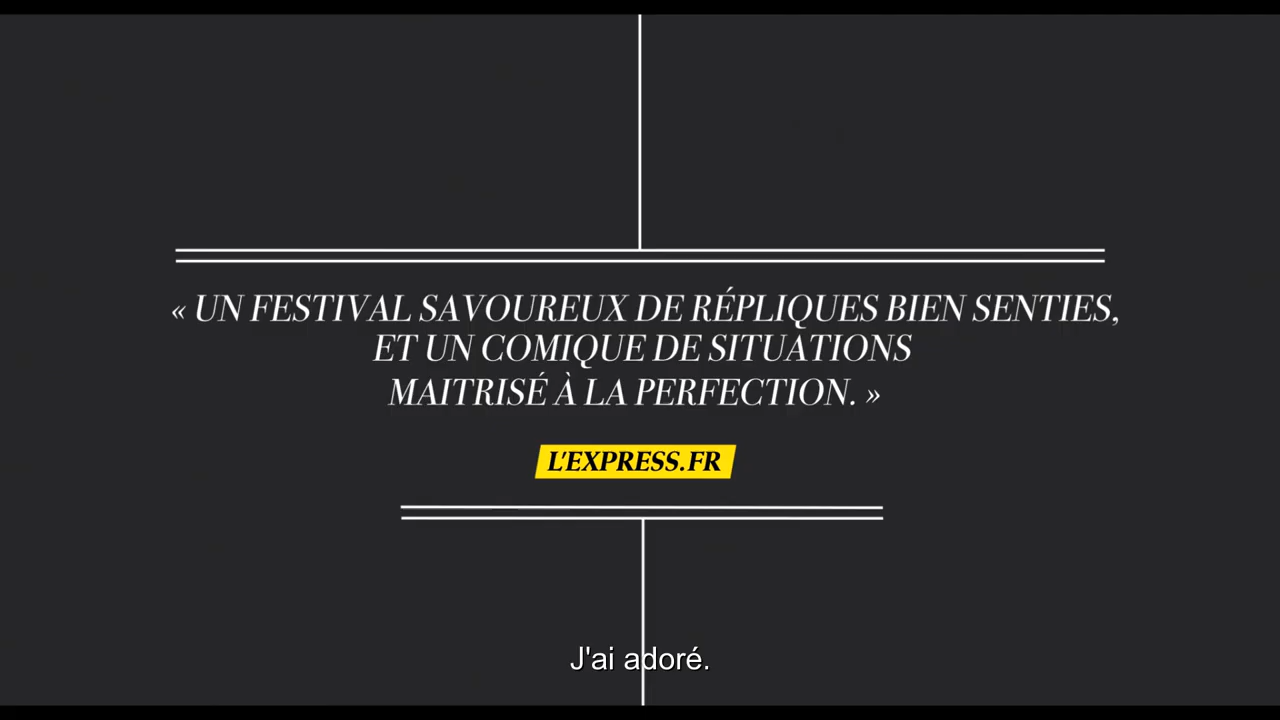 « UN FESTIVAL SAVOUREUX DE RÉPLIQUES BIEN SENTIES,
ET UN COMIQUE DE SITUATIONS
MAITRISÉ À LA PERFECTION. »
L'EXPRESS.FR
J'ai adoré.